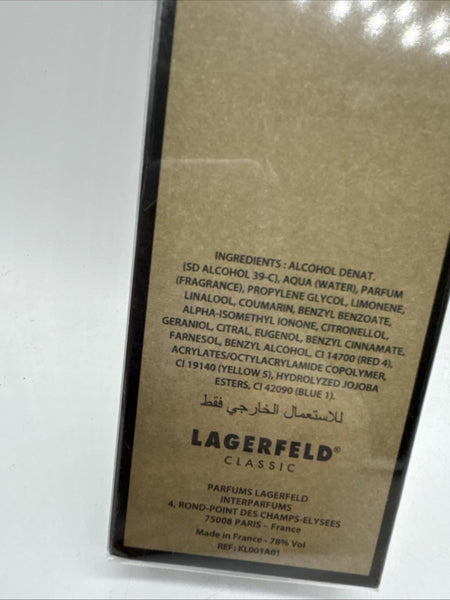 INGREDIENTS : ALCOHOL DENAT.
(SD ALCOHOL 39-C), AQUA (WATER), PARFUM
(FRAGRANCE), PROPYLENE GLYCOL, LIMONENE,
LINALOOL, COUMARIN, BENZYL BENZOATE,
ALPHA-ISOMETHYL IONONE, CITRONELLOL,
GERANIOL, CITRAL, EUGENOL, BENZYL CINNAMATE,
FARNESOL, BENZYL ALCOHOL, CI 14700 (RED 4),
ACRYLATES/OCTYLACRYLAMIDE COPOLYMER,
CI 19140 (YELLOW 5), HYDROLYZED JOJOBA
ESTERS, CI 42090 (BLUE 1).
للاستعمال الخارجي فقط
LAGERFELD®
CLASSIC
PARFUMS LAGERFELD
INTERPARFUMS
4, ROND-POINT DES CHAMPS-ELYSEES
75008 PARIS – France
Made in France - 78% Vol
REF: KL001A01